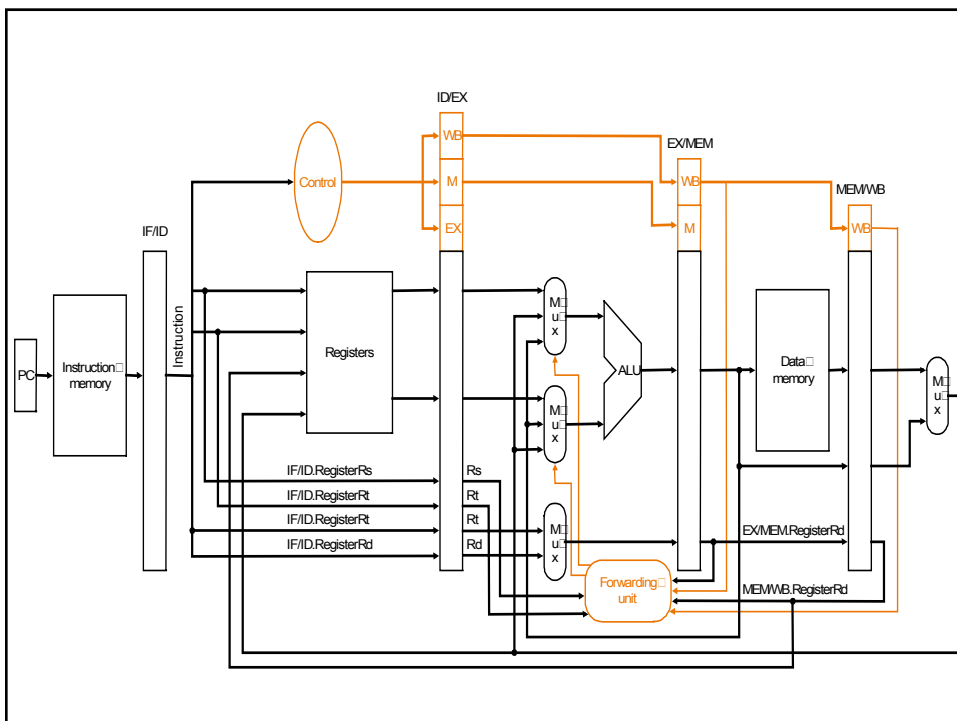 ID/EX
WB
EX/MEM
Control
M
WB
MEM/WB
IF/ID
EX
M
WB
Instruction
PC
Instruction
memory
Registers
M
u
x
ALU
Data
memory
M
u
x
M
u
x
IF/ID.RegisterRs
Rs
IF/ID.RegisterRt
Rt
IF/ID.RegisterRt
Rt
M
u
x
IF/ID.RegisterRd
Rd
EX/MEM.RegisterRd
Forwarding
unit
MEM/WB.RegisterRd